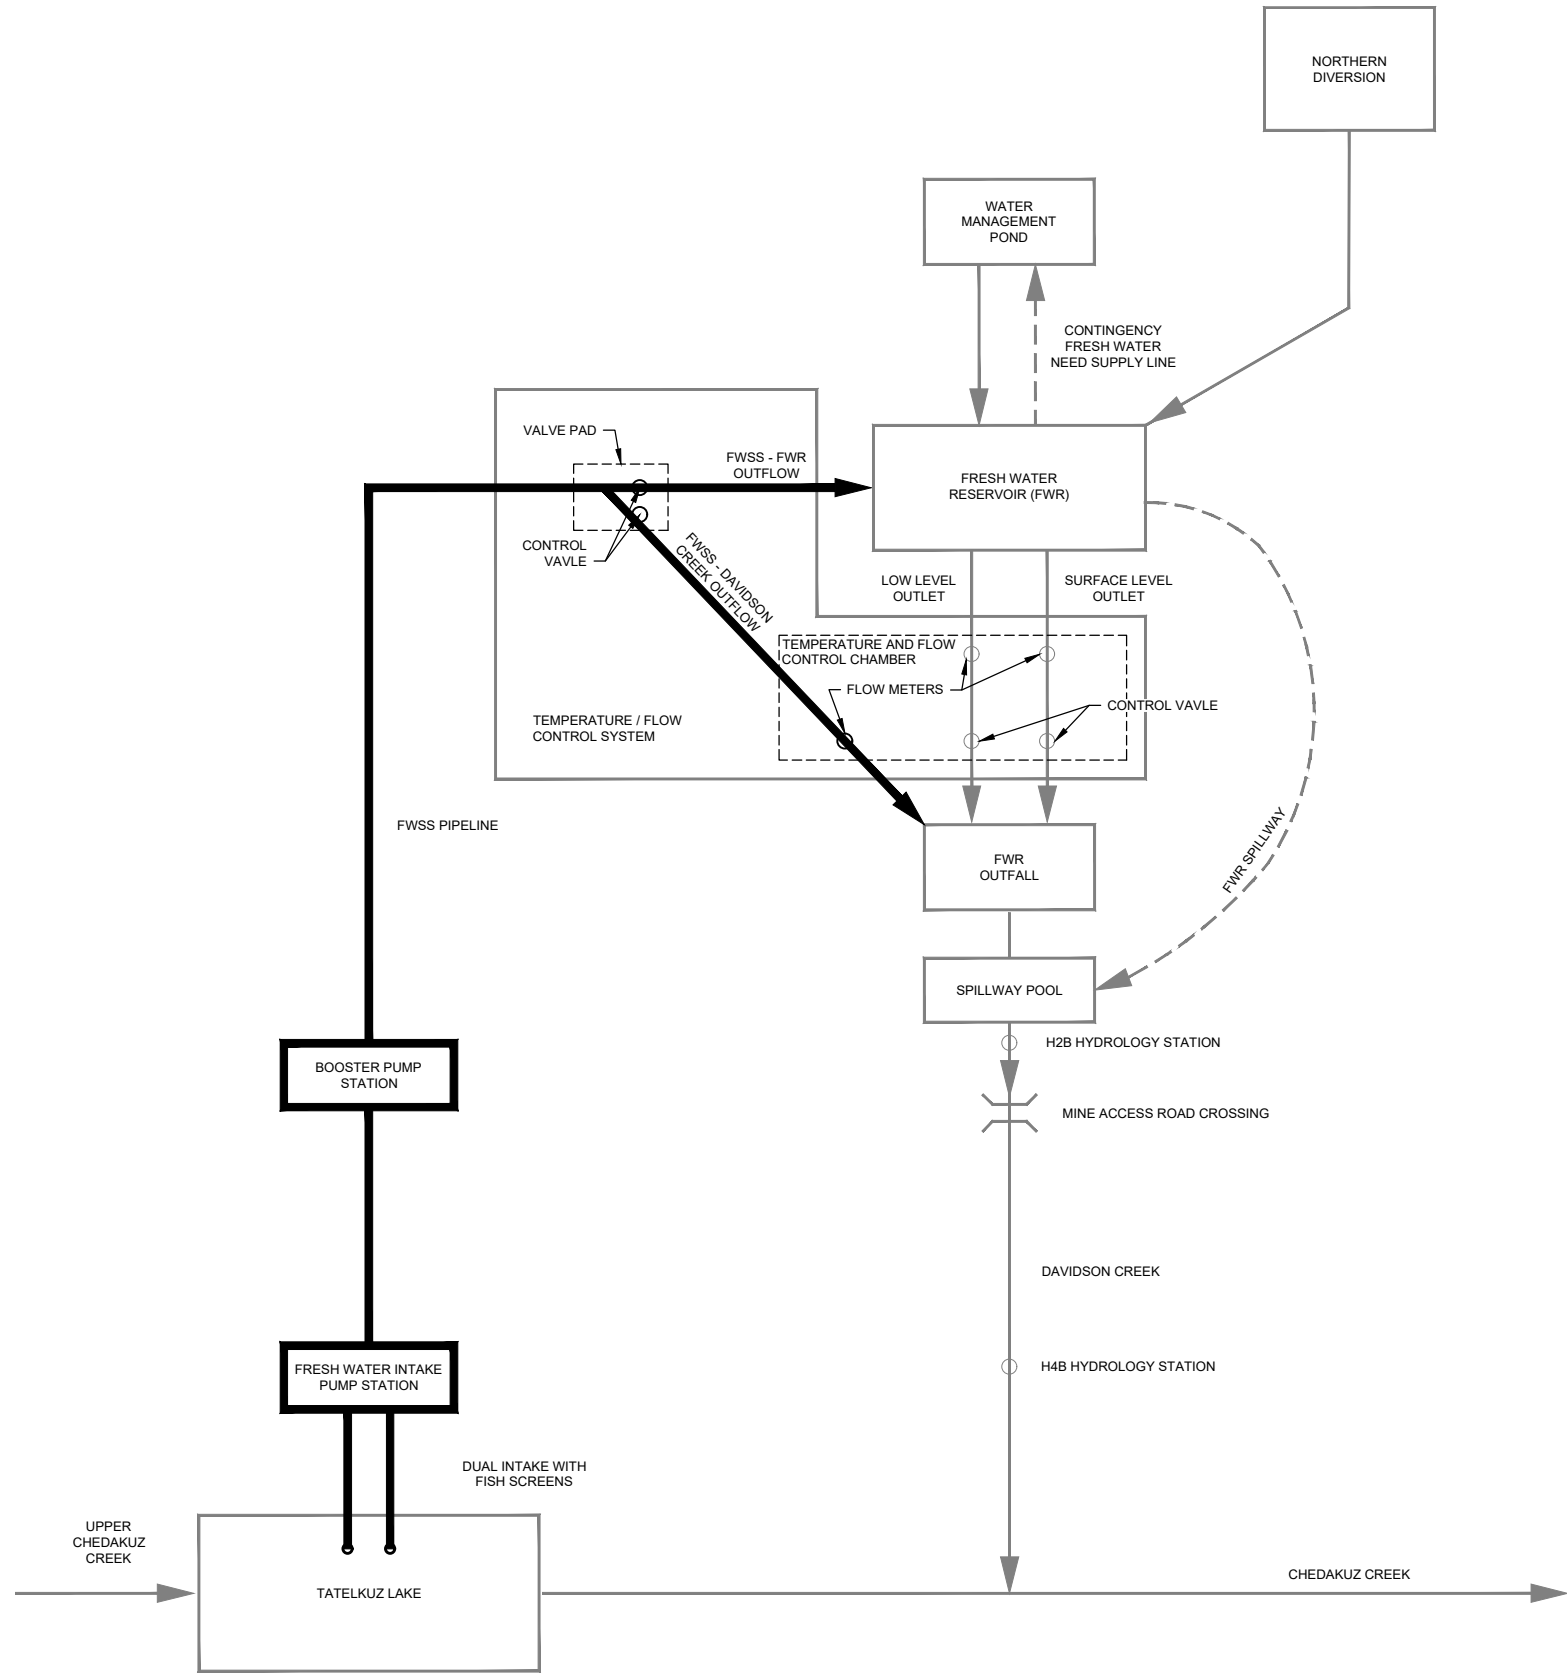 NORTHERN
DIVERSION
WATER
MANAGEMENT
POND
CONTINGENCY
FRESH WATER
NEED SUPPLY LINE
VALVE PAD
FWSS - FWR
OUTFLOW
FRESH WATER
RESERVOIR (FWR)
CONTROL
VAVLE
FWSS - DAVIDSON
CREEK OUTFLOW
LOW LEVEL
OUTLET
SURFACE LEVEL
OUTLET
TEMPERATURE AND FLOW
CONTROL CHAMBER
FLOW METERS
CONTROL VAVLE
TEMPERATURE / FLOW
CONTROL SYSTEM
FWSS PIPELINE
FWR SPILLWAY
FWR
OUTFALL
SPILLWAY POOL
H2B HYDROLOGY STATION
BOOSTER PUMP
STATION
MINE ACCESS ROAD CROSSING
DAVIDSON CREEK
H4B HYDROLOGY STATION
FRESH WATER INTAKE
PUMP STATION
DUAL INTAKE WITH
FISH SCREENS
UPPER
CHEDAKUZ
CREEK
TATELKUZ LAKE
CHEDAKUZ CREEK